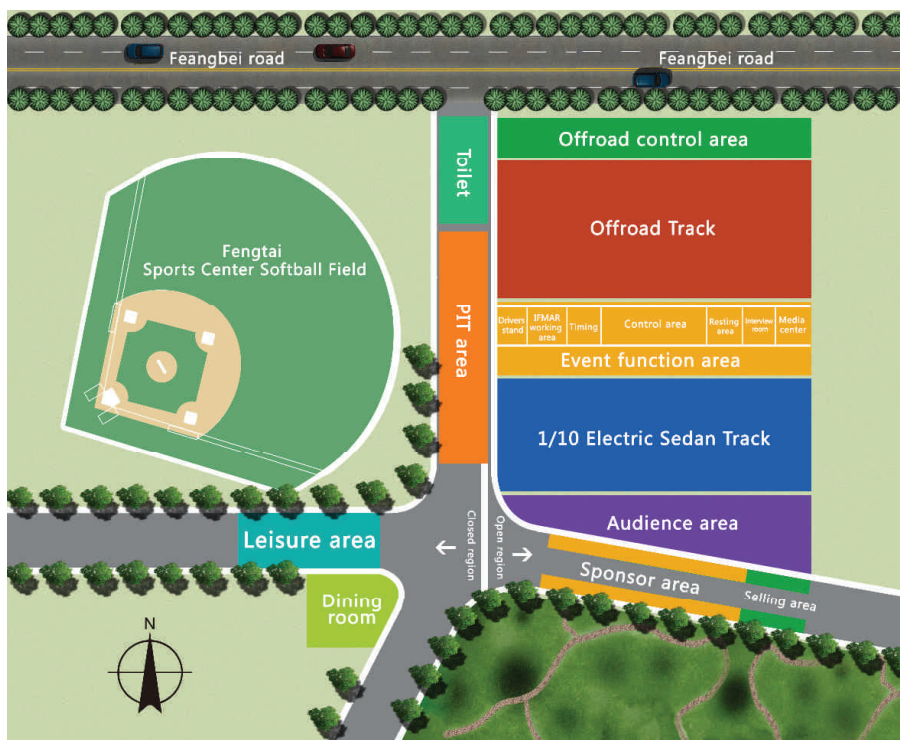 Feangbei road
Feangbei road
Toilet
Offroad control area
Offroad Track
Fengtai
Sports Center Softball Field
PIT area
Drivers
stand
IFMAR
working
area
Timing
Control area
Resting
area
Interview
room
Media
center
Event function area
1/10 Electric Sedan Track
Audience area
Leisure area
Closed region
Open region
Sponsor area
Selling area
Dining
room
N